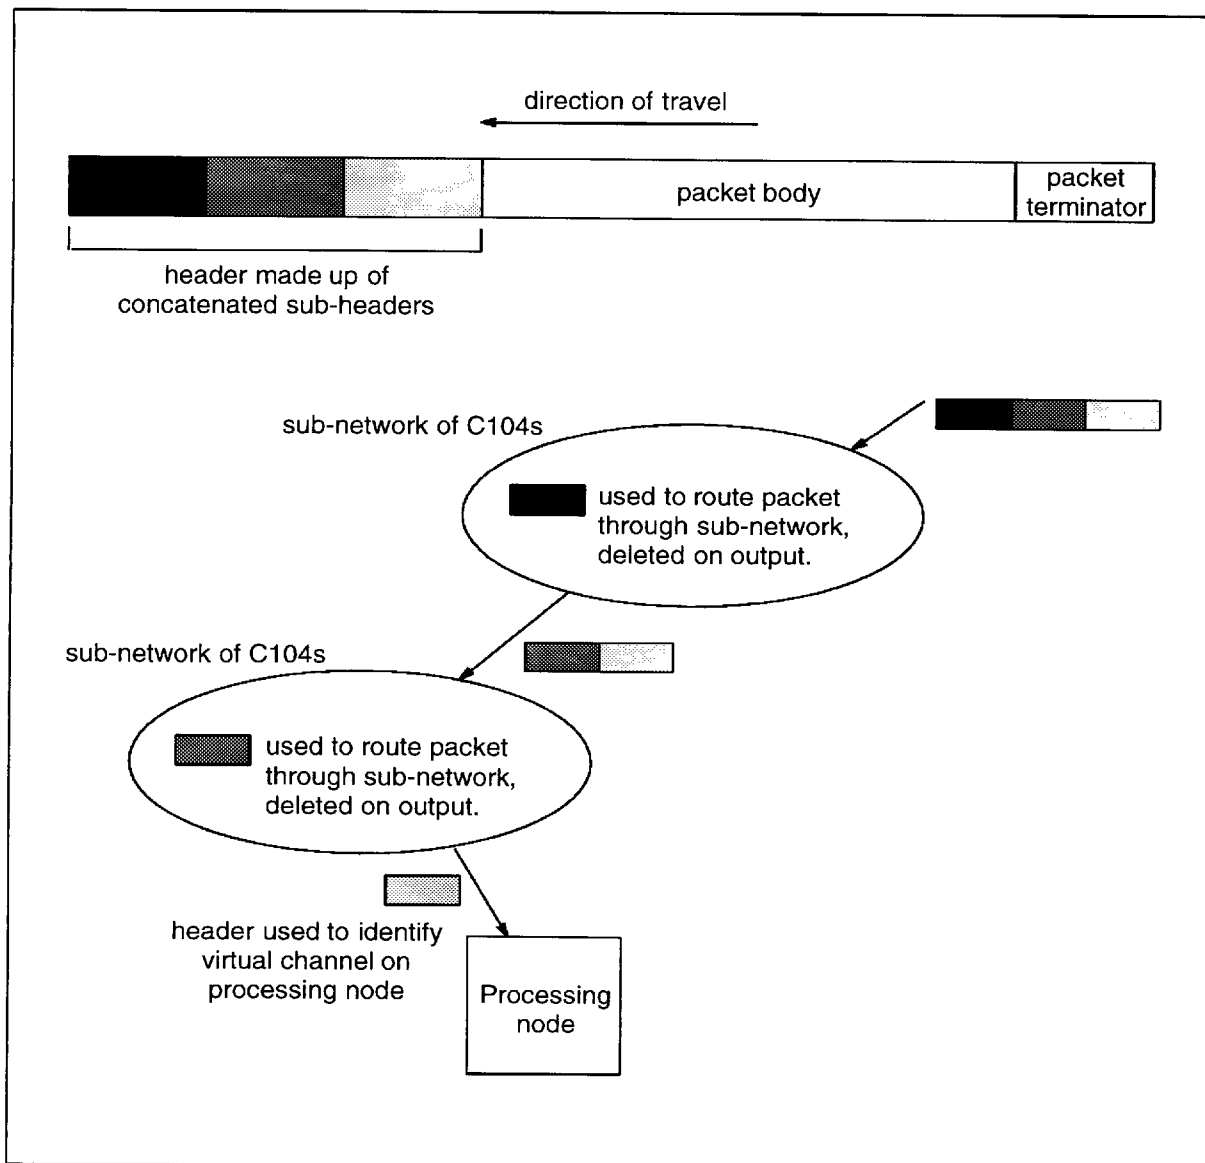 direction of travel
packet body
packet
terminator
header made up of
concatenated sub-headers
sub-network of C104s
used to route packet
through sub-network,
deleted on output.
sub-network of C104s
used to route packet
through sub-network,
deleted on output.
header used to identify
virtual channel on
processing node
Processing
node